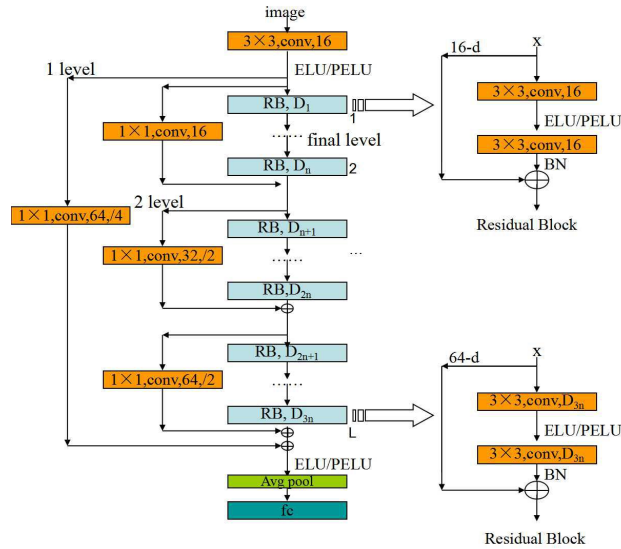 image
3×3,conv,16
1 level
ELU/PELU
RB, D1
1
1×1,conv,16
......
final level
RB, Dn
2
2 level
1×1,conv,64,/4
RB, Dn+1
1×1,conv,32,/2
......
...
RB,D2n
RB, D2n+1
1×1,conv,64,/2
......
RB, D3n
L
ELU/PELU
Avg pool
fc
x
16-d
3×3,conv,16
ELU/PELU
3×3,conv,16
BN
Residual Block
x
64-d
3×3,conv,D3n
ELU/PELU
3×3,conv,D3n
BN
Residual Block